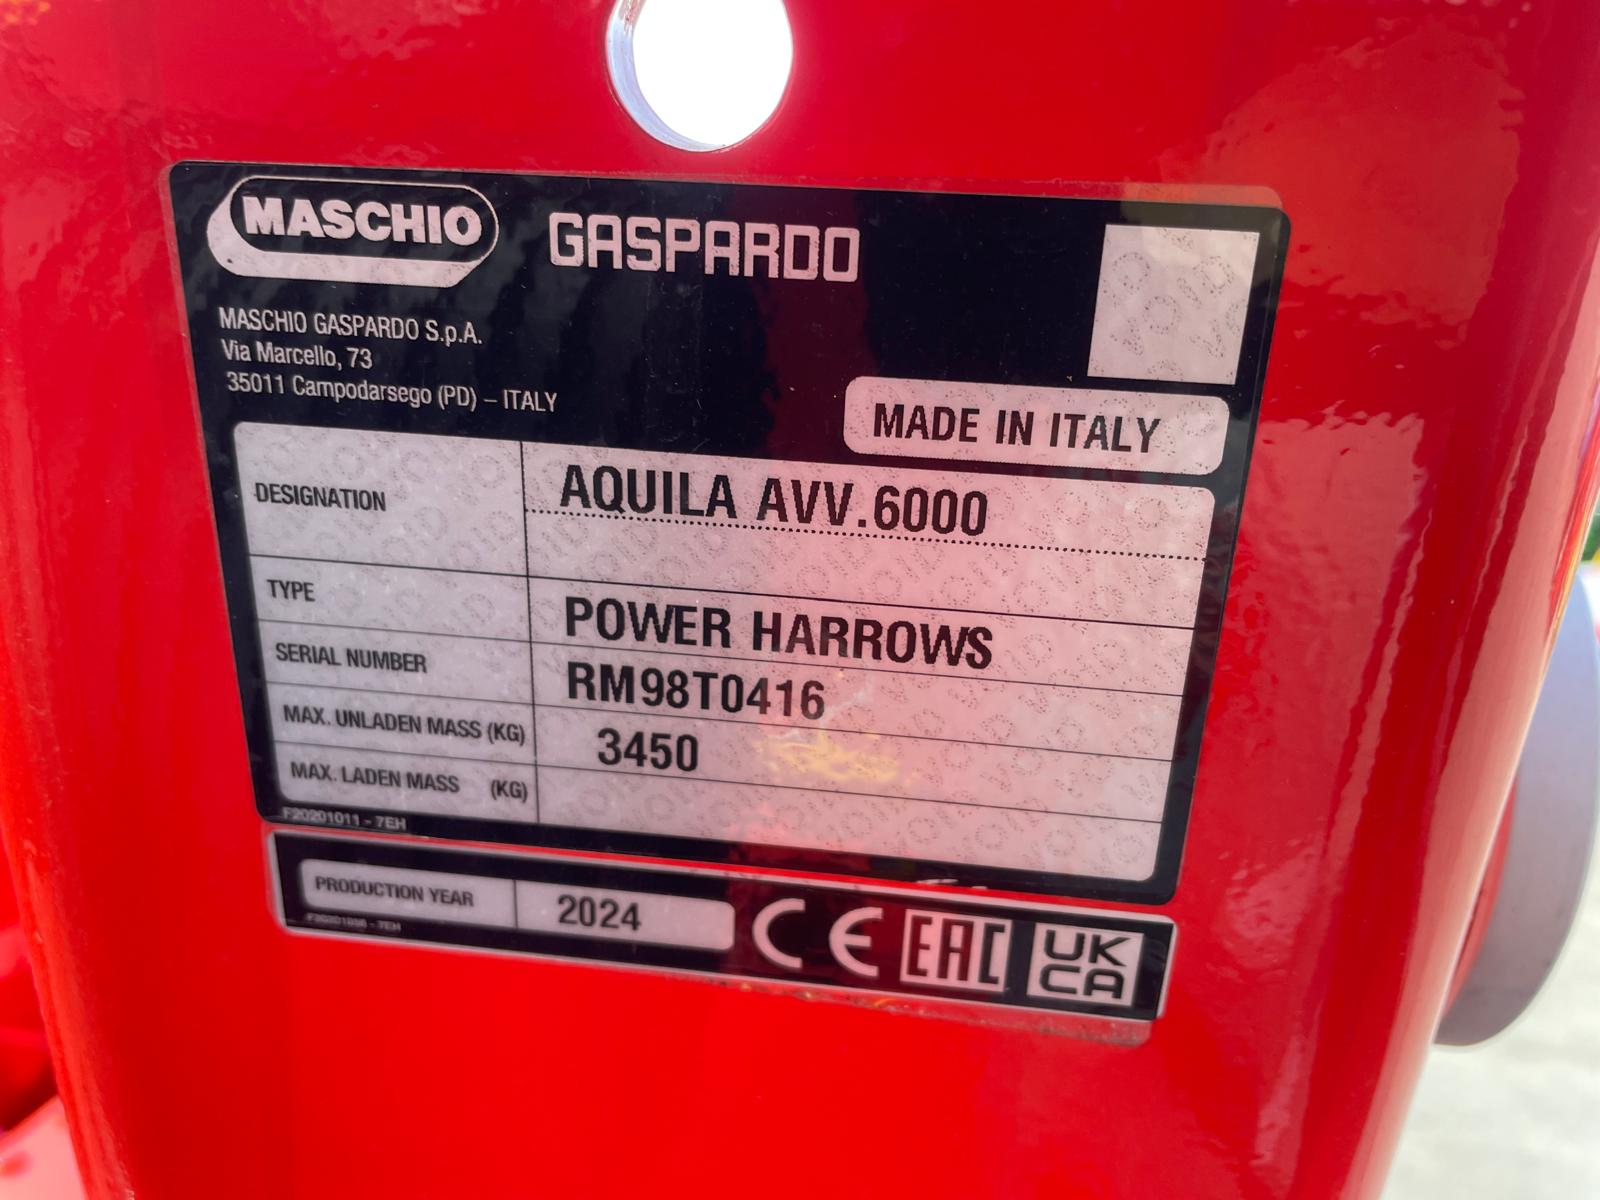 MASCHIO GASPARDO
MASCHIO GASPARDO S.p.A.
Via Marcello, 73
35011 Campodarsego (PD) – ITALY
MADE IN ITALY
DESIGNATION AQUILA AVV.6000
TYPE POWER HARROWS
SERIAL NUMBER RM98T0416
MAX. UNLADEN MASS (KG) 3450
MAX. LADEN MASS (KG)
F20201011 - 7EH
PRODUCTION YEAR 2024
CE EAC UK CA